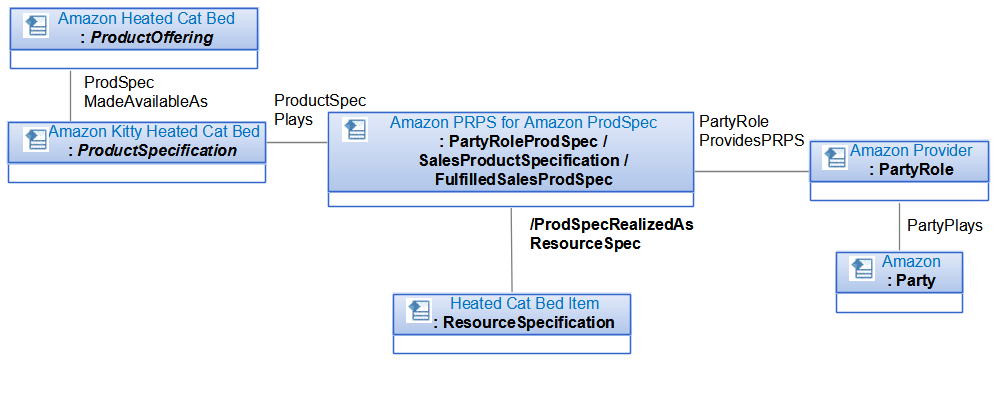 Amazon Heated Cat Bed
: ProductOffering
ProdSpec
MadeAvailableAs
Amazon Kitty Heated Cat Bed
: ProductSpecification
ProductSpec
Plays
Amazon PRPS for Amazon ProdSpec
: PartyRoleProdSpec /
SalesProductSpecification /
FulfilledSalesProdSpec
PartyRole
ProvidesPRPS
Amazon Provider
: PartyRole
PartyPlays
Amazon
: Party
/ProdSpecRealizedAs
ResourceSpec
Heated Cat Bed Item
: ResourceSpecification